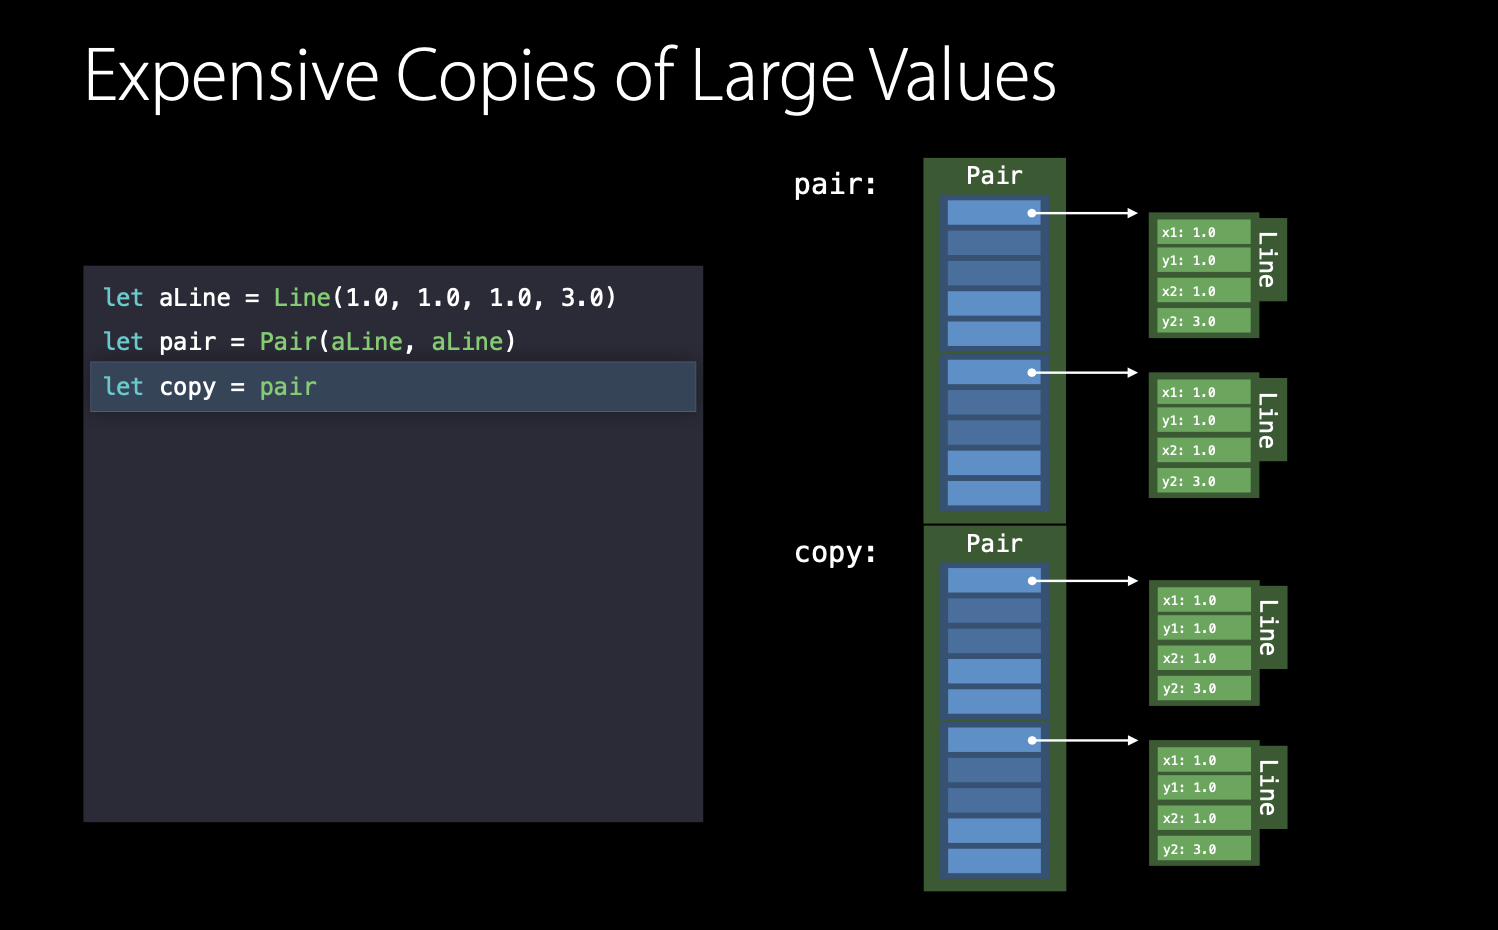 Expensive Copies of Large Values
let aLine = Line(1.0, 1.0, 1.0, 3.0)
let pair = Pair(aLine, aLine)
let copy = pair
pair:
Pair
x1: 1.0
y1: 1.0
x2: 1.0
y2: 3.0
Line
x1: 1.0
y1: 1.0
x2: 1.0
y2: 3.0
Line
copy:
Pair
x1: 1.0
y1: 1.0
x2: 1.0
y2: 3.0
Line
x1: 1.0
y1: 1.0
x2: 1.0
y2: 3.0
Line